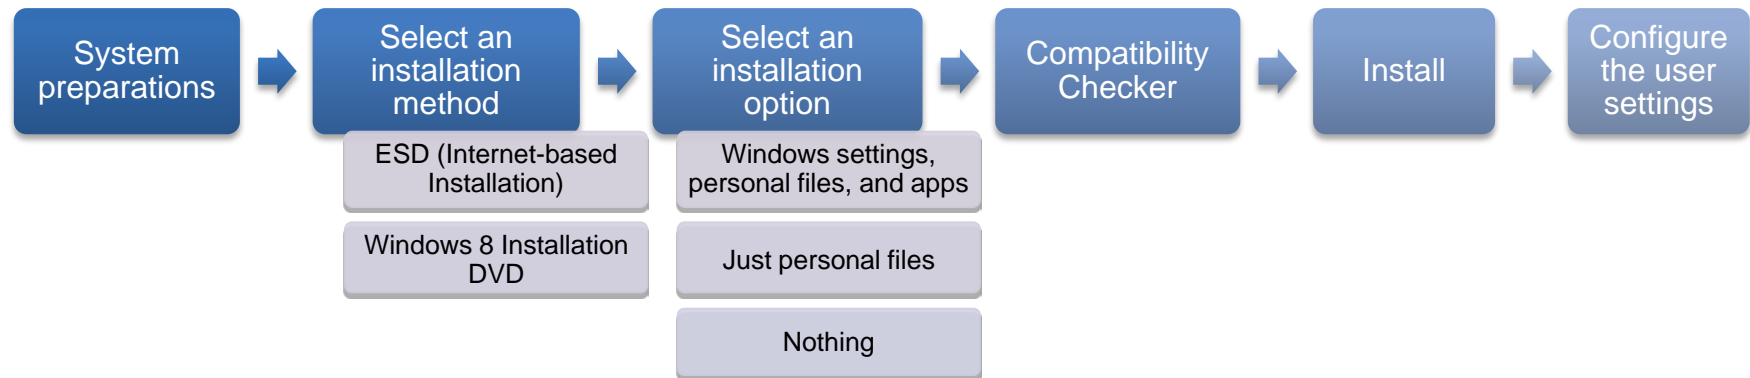 System
preparations
Select an
installation
method
ESD (Internet-based
Installation)
Windows 8 Installation
DVD
Select an
installation
option
Windows settings,
personal files, and apps
Just personal files
Nothing
Compatibility
Checker
Install
Configure
the user
settings